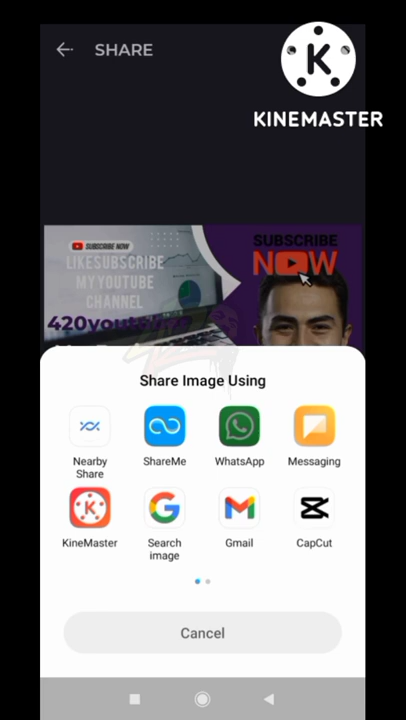 SHARE
KINEMASTER
SUBSCRIBE NOW
LIKESUBSCRIBE
MY YOUTUBE
CHANNEL
SUBSCRIBE
NOW
Share Image Using
Nearby
Share
ShareMe
WhatsApp
Messaging
KineMaster
Search
image
Gmail
CapCut
Cancel